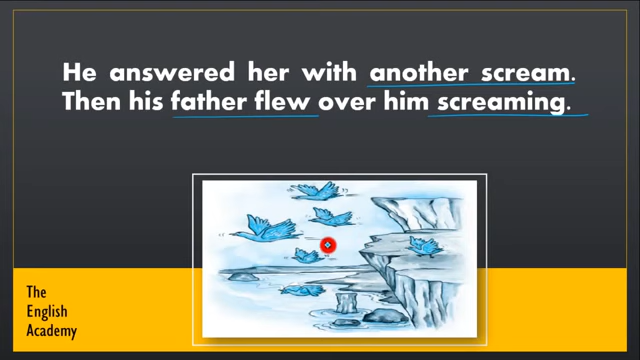 He answered her with another scream.
Then his father flew over him screaming.
The
English
Academy